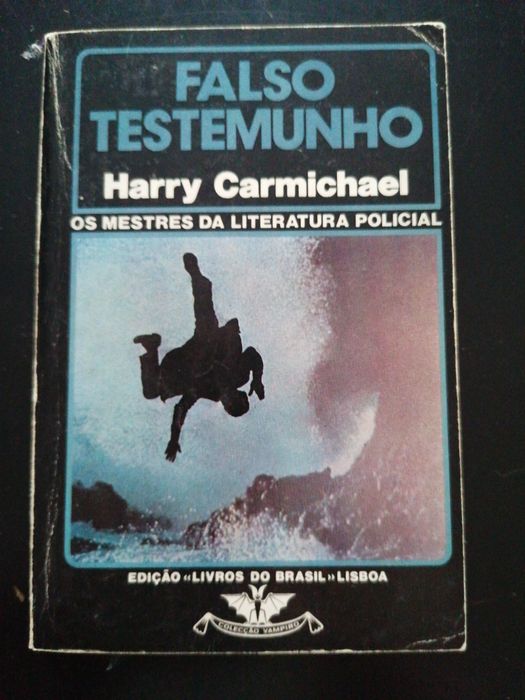 FALSO
TESTEMUNHO
Harry Carmichael
OS MESTRES DA LITERATURA POLICIAL
EDIÇÃO «LIVROS DO BRASIL» LISBOA
COLECÇÃO VAMPIRO